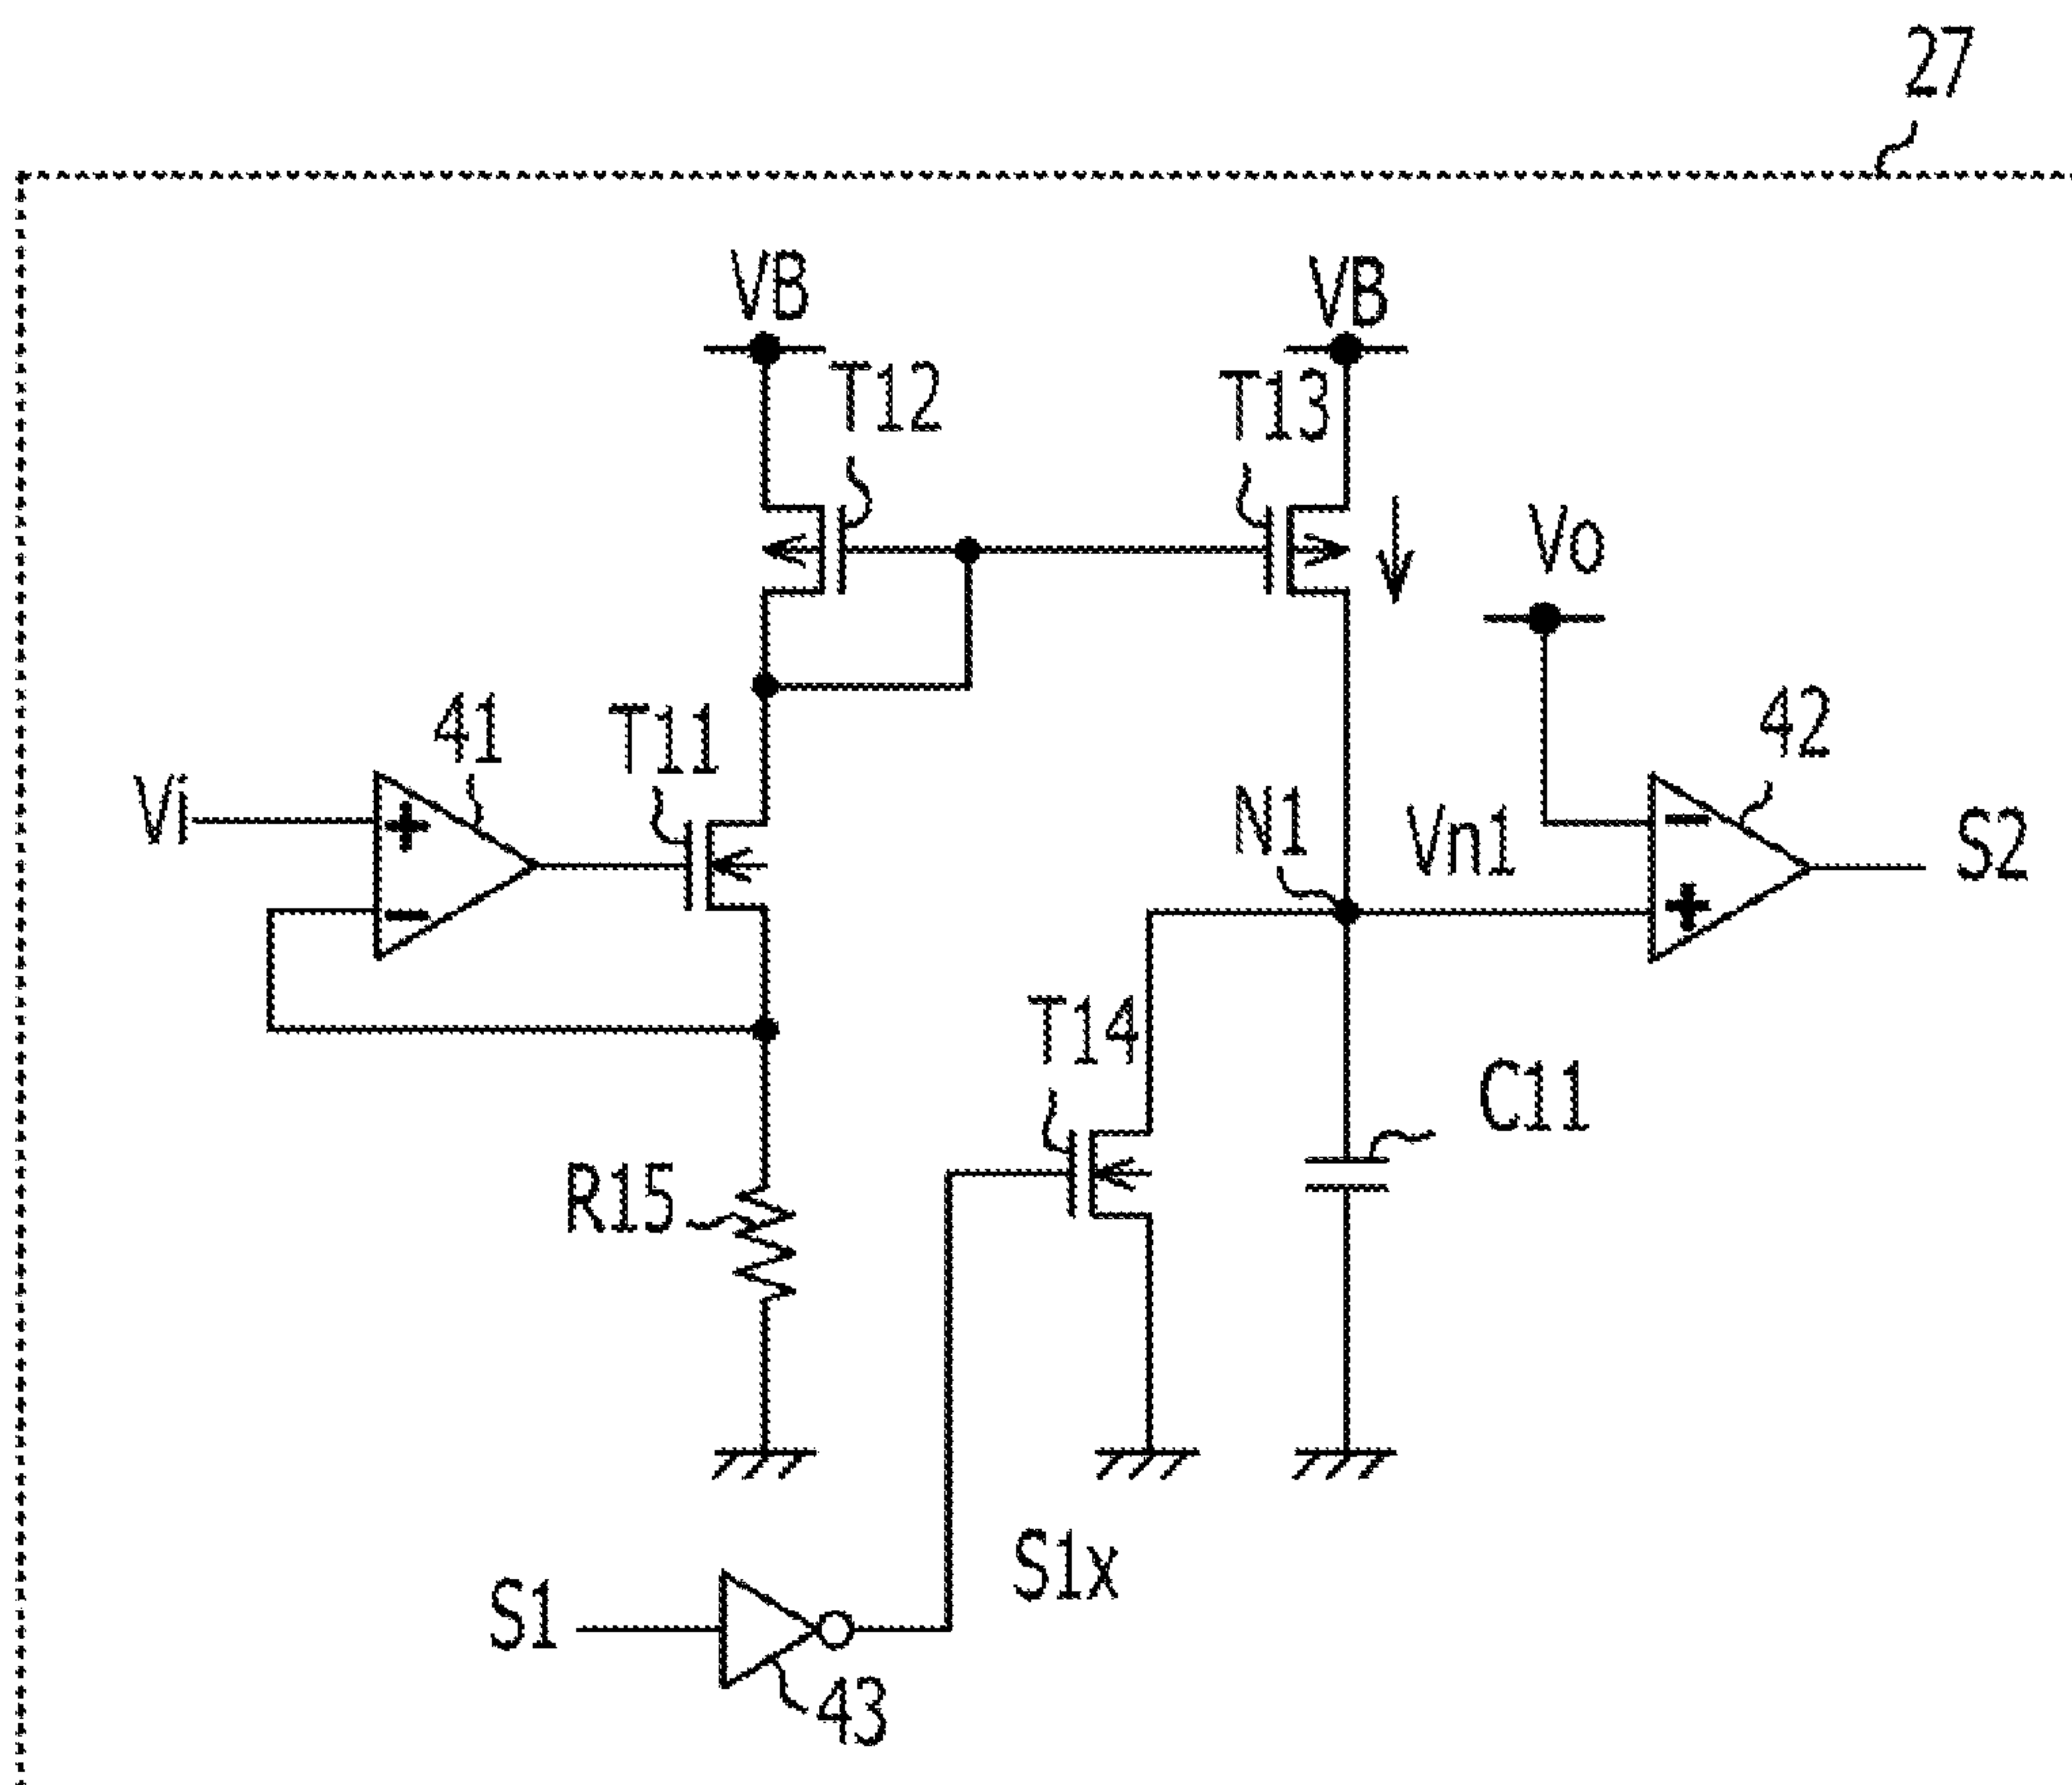 27
VB
VB
T12
T13
Vo
41
T11
42
Vi
+
−
N1
Vn1
−
+
S2
T14
C11
R15
S1x
S1
43